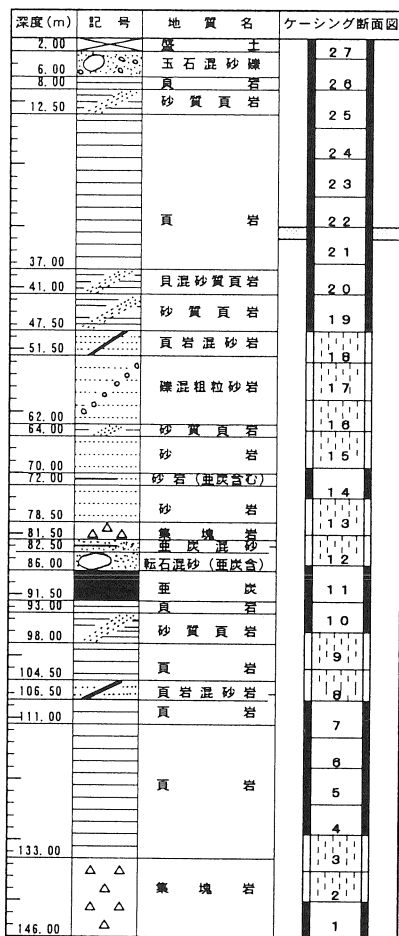 深度(m) 記号 地質名 ケーシング断面図
2.00 盛土 27
6.00 玉石混砂礫 26
8.00 頁岩
12.50 砂質頁岩 25
24
23
22
37.00 頁岩 21
41.00 貝混砂質頁岩 20
47.50 砂質頁岩 19
51.50 頁岩混砂岩 18
62.00 礫混粗粒砂岩 17
64.00 砂質頁岩 16
70.00 砂岩 15
72.00 砂岩(亜炭含む)
14
78.50 砂岩 13
81.50 集塊岩
82.50 亜炭混砂 12
86.00 転石混砂(亜炭含)
91.50 亜炭 11
93.00 頁岩 10
98.00 砂質頁岩 9
104.50 頁岩
106.50 頁岩混砂岩 8
111.00 頁岩 7
6
133.00 頁岩 5
4
3
2
146.00 集塊岩 1